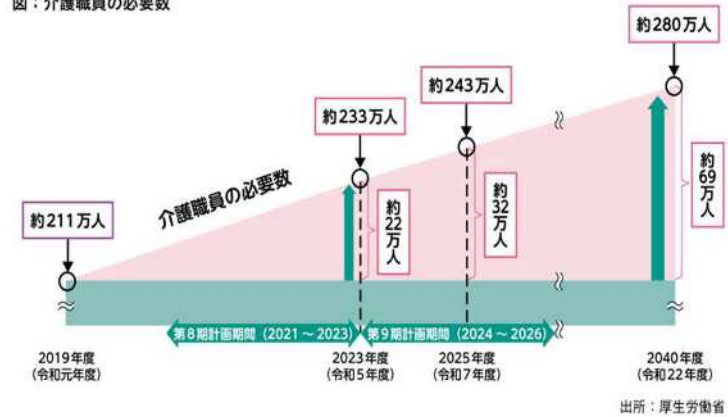 図：介護職員の必要数
約280万人
約243万人
約233万人
約211万人
介護職員の必要数
約22万人
約32万人
約69万人
第8期計画期間（2021～2023）
第9期計画期間（2024～2026）
2019年度
（令和元年度）
2023年度
（令和5年度）
2025年度
（令和7年度）
2040年度
（令和22年度）
出所：厚生労働省